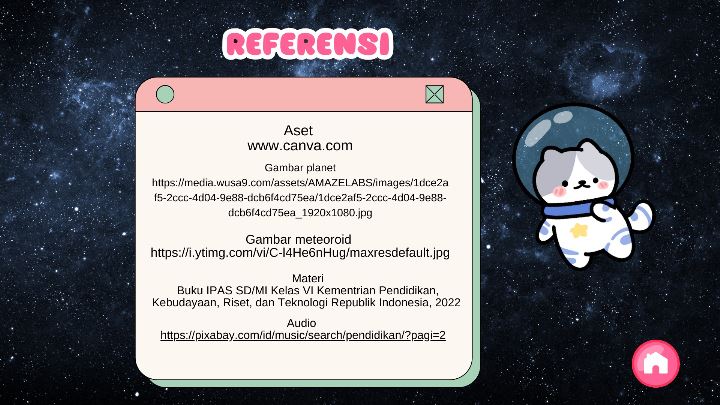 REFERENSI
Aset
www.canva.com
Gambar planet
https://media.wusa9.com/assets/AMAZELABS/images/1dce2a
f5-2ccc-4d04-9e88-dcb6f4cd75ea/1dce2af5-2ccc-4d04-9e88-
dcb6f4cd75ea_1920x1080.jpg
Gambar meteoroid
https://i.ytimg.com/vi/C-l4He6nHug/maxresdefault.jpg
Materi
Buku IPAS SD/MI Kelas VI Kementrian Pendidikan,
Kebudayaan, Riset, dan Teknologi Republik Indonesia, 2022
Audio
https://pixabay.com/id/music/search/pendidikan/?pagi=2